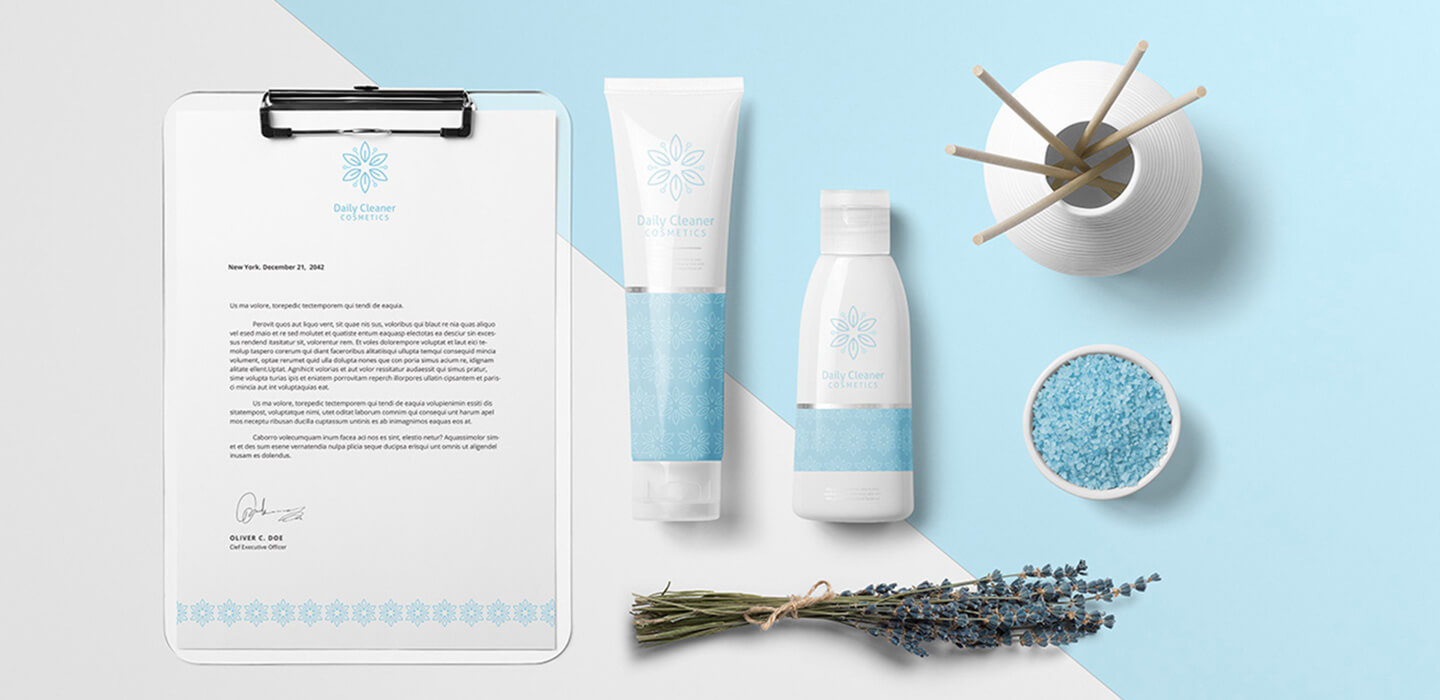 Daily Cleaner
COSMETICS
New York, December 21, 2042
Us ma volore, torepedic tectemporem qui tendi de eaquia.
Perovit quos aut liquo vent, sit quae nis sus, voloribus qui blaut re nia quas aliquo
vel esed maio et re sed molutet et quatiste entum eaquasp electotas ea desciur sin exces-
sus rendend itasitatur sit, volorentur rem. Et voles dolorempore voluptat et laut eici te-
molup taspero corerum qui diant faceroribus alitatiisqui ullupta temqui consequid mincia
volument, optae rerumet quid ulla dolupta nones que con poria simus acium re, idignam
alitate ellent.Uptat. Agnihicit volorias et aut volor ressitatur audaessit qui simus pratur,
sime volupta turias ipis et eniatem porrovitam reperch illorpores ullatin cipsantem et paris-
ci mincia aut int voluptaquias eat.
Us ma volore, torepedic tectemporem qui tendi de eaquia volupienimin essiti dis
sitatempost, voluptatque nimi, utet oditat laborum comnim qui consequi unt harum apel
mos neceptu ribusan ducilla cuptassum untinis es ab inimagnimos eaquas eos at.
Caborro volecumquam inum facea aci nos es sint, elestio netur? Aquassimolor sim-
et et des sum esene vernatendia nulpa plicia seque ducipsa erisqui unt omnis ut aligendel
inusam es dolendus.
OLIVER C. DOE
Cief Executive Officer
Daily Cleaner
COSMETICS
Daily Cleaner
COSMETICS